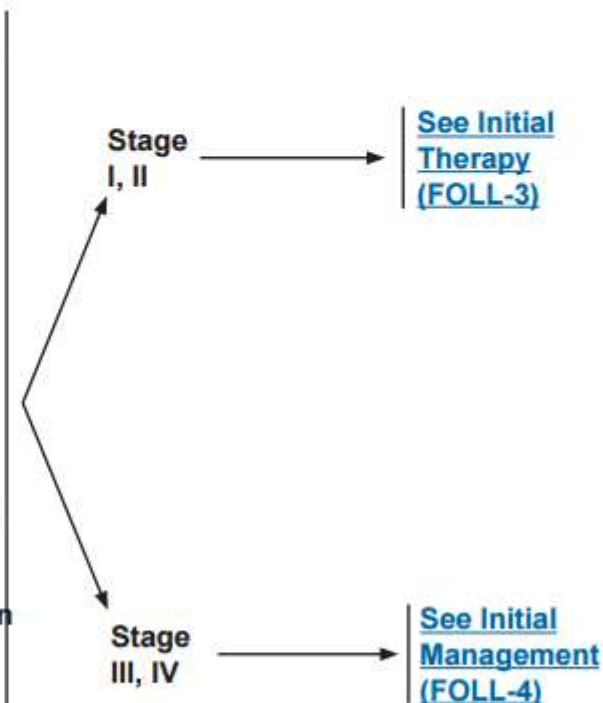 Stage
I, II
See Initial
Therapy
(FOLL-3)
n
Stage
III, IV
See Initial
Management
(FOLL-4)